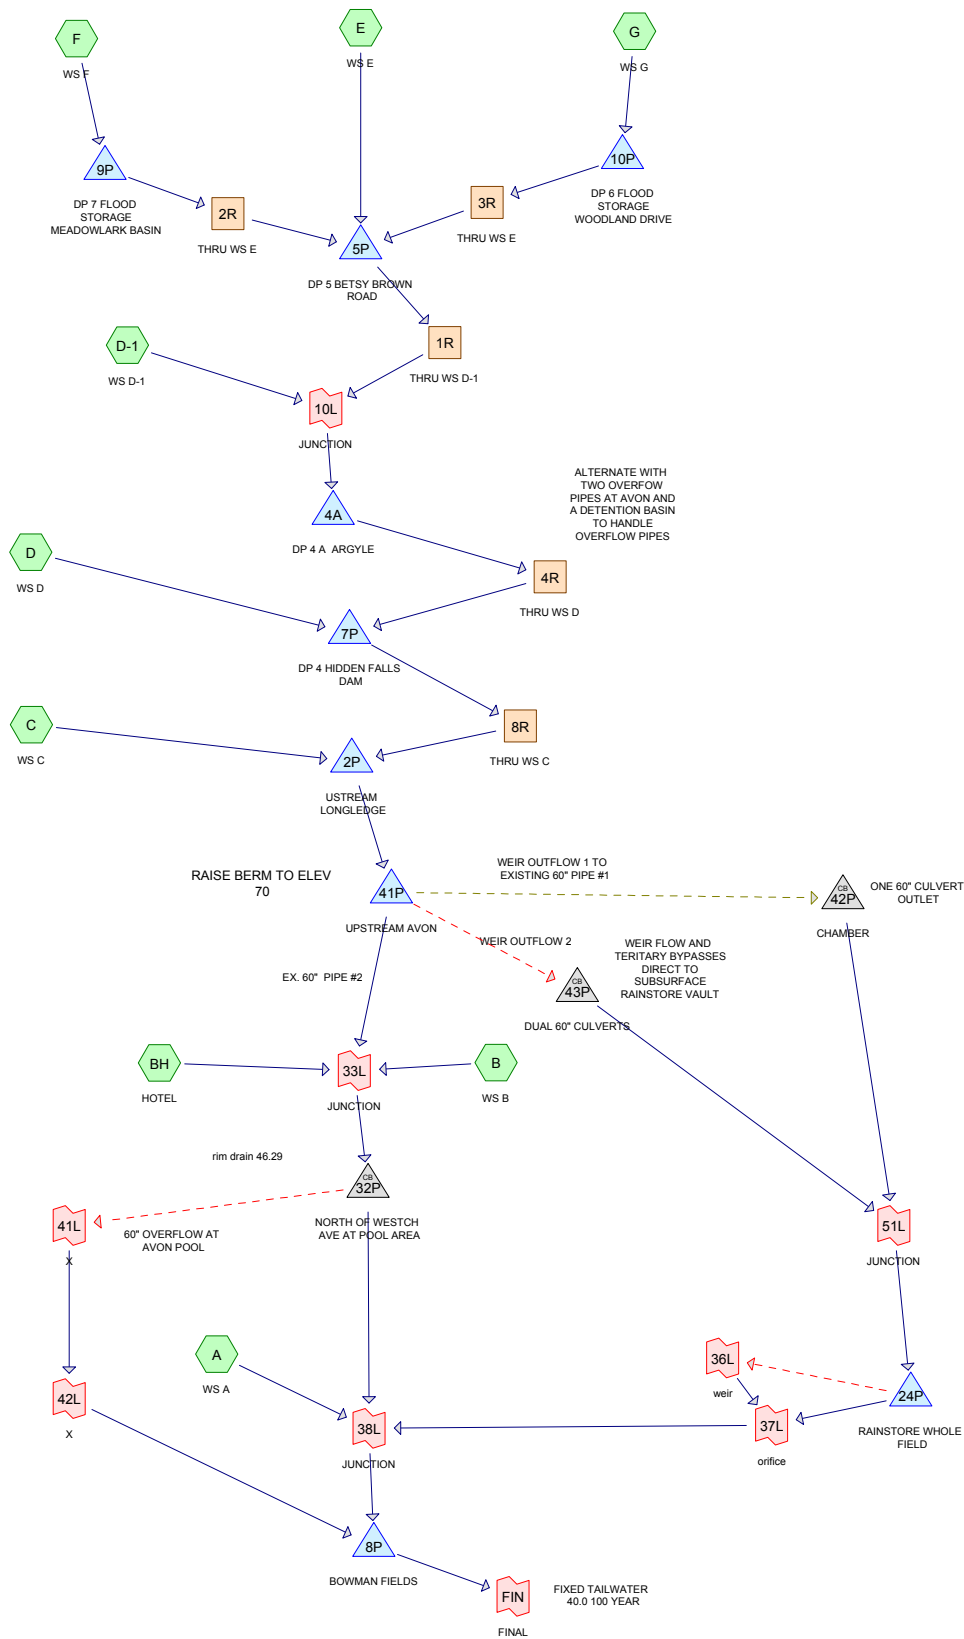 F
WS F
E
WS E
G
WS G
9P
DP 7 FLOOD
STORAGE
MEADOWLARK BASIN
10P
DP 6 FLOOD
STORAGE
WOODLAND DRIVE
2R
THRU WS E
3R
THRU WS E
5P
DP 5 BETSY BROWN
ROAD
D-1
WS D-1
1R
THRU WS D-1
10L
JUNCTION
4A
DP 4 A  ARGYLE
ALTERNATE WITH
TWO OVERFOW
PIPES AT AVON AND
A DETENTION BASIN
TO HANDLE
OVERFLOW PIPES
D
WS D
4R
THRU WS D
7P
DP 4 HIDDEN FALLS
DAM
C
WS C
8R
THRU WS C
2P
USTREAM
LONGLEDGE
RAISE BERM TO ELEV
70
41P
UPSTREAM AVON
WEIR OUTFLOW 1 TO
EXISTING 60" PIPE #1
CB
42P
CHAMBER
ONE 60" CULVERT
OUTLET
WEIR OUTFLOW 2
WEIR FLOW AND
TERITARY BYPASSES
DIRECT TO
SUBSURFACE
RAINSTORE VAULT
EX. 60"  PIPE #2
CB
43P
DUAL 60" CULVERTS
BH
HOTEL
33L
JUNCTION
B
WS B
rim drain 46.29
CB
32P
NORTH OF WESTCH
AVE AT POOL AREA
41L
X
60" OVERFLOW AT
AVON POOL
51L
JUNCTION
A
WS A
36L
weir
42L
X
24P
RAINSTORE WHOLE
FIELD
38L
JUNCTION
37L
orifice
8P
BOWMAN FIELDS
FIN
FINAL
FIXED TAILWATER
40.0 100 YEAR